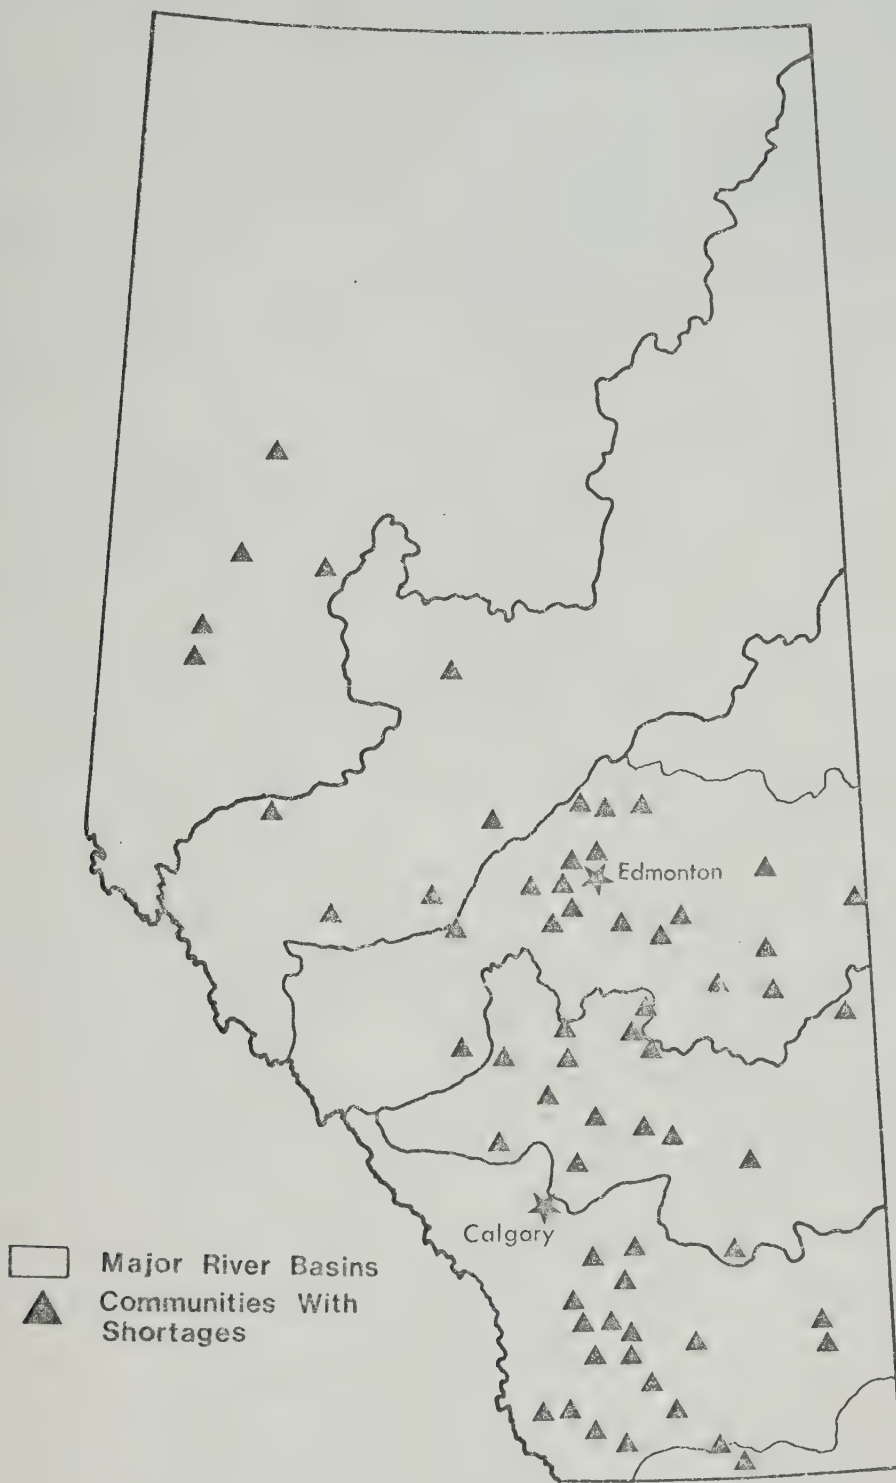 Edmonton
Calgary
Major River Basins
Communities With
Shortages